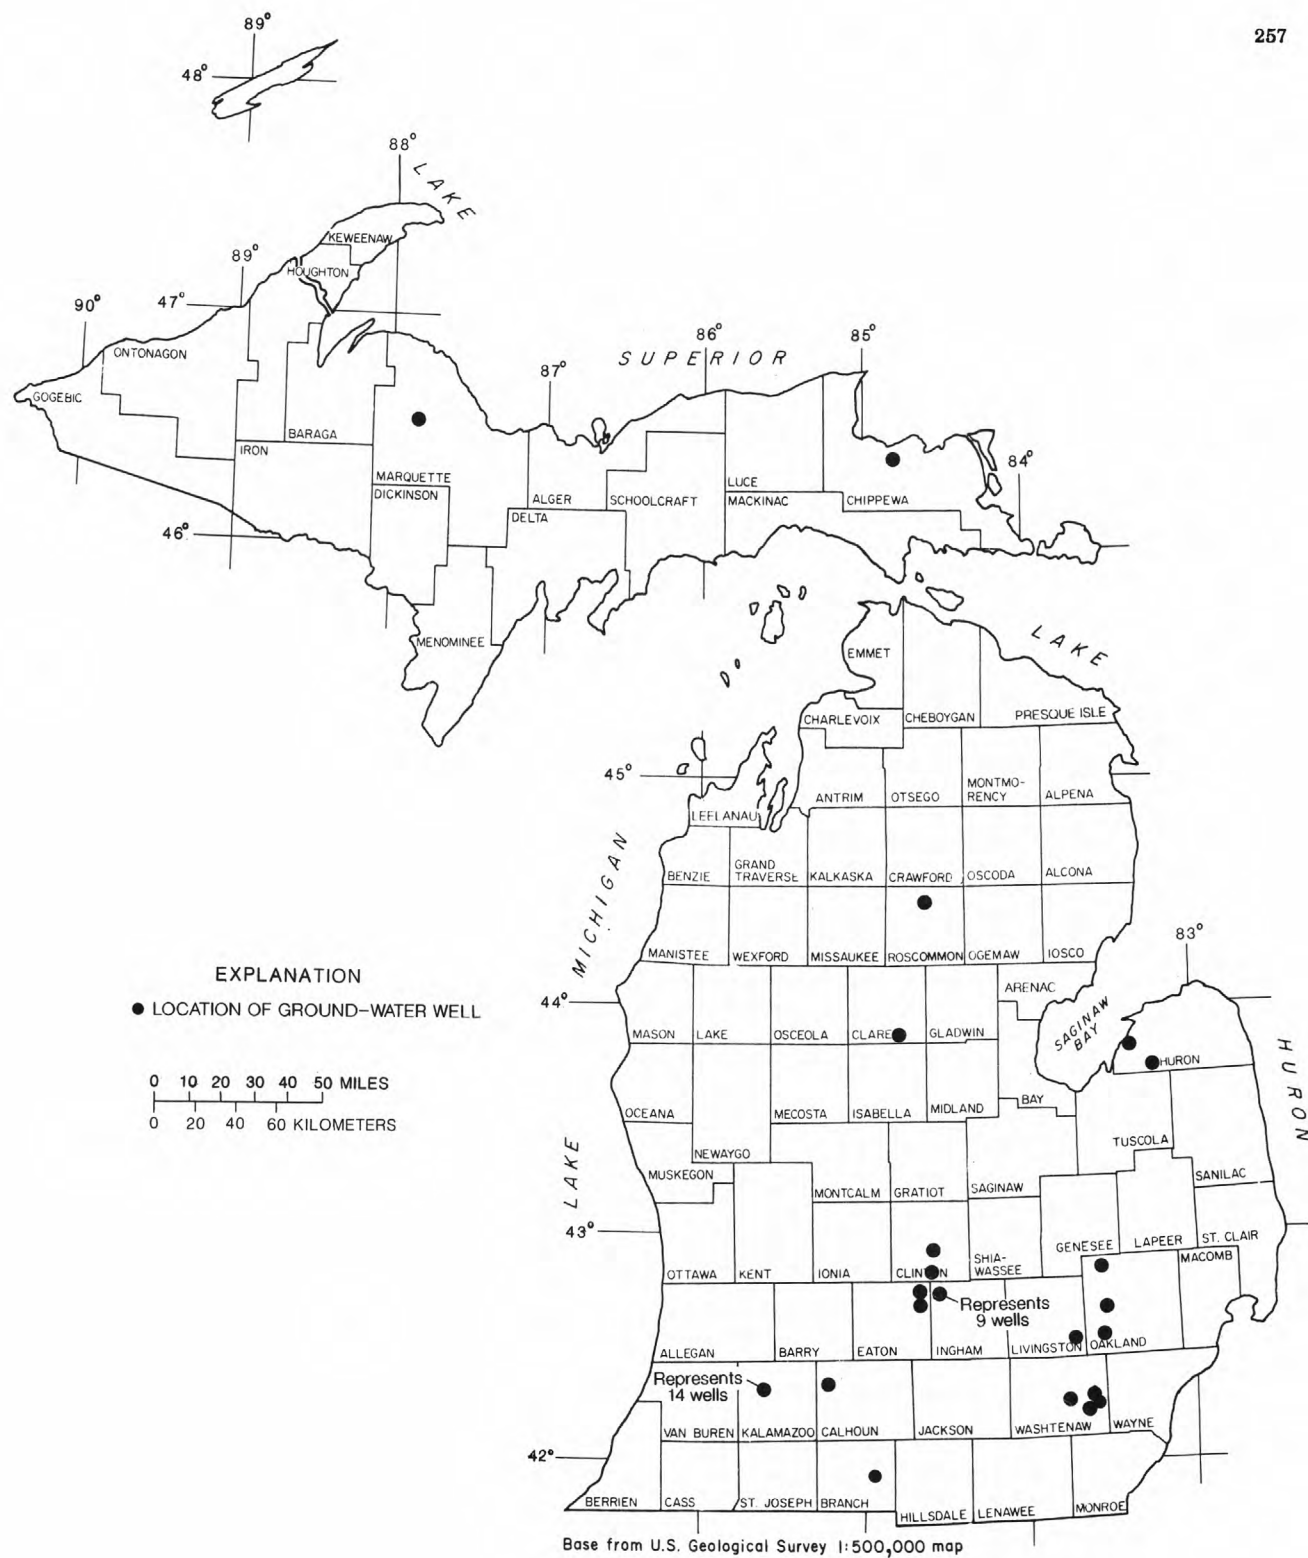 257
89°
48°
88°
LAKE
KEWEENAW
89°
HOUGHTON
47°
90°
86°
85°
SUPERIOR
ONTONAGON
87°
GOGEBIC
BARAGA
IRON
84°
MARQUETTE
LUCE
DICKINSON
ALGER
SCHOOLCRAFT
MACKINAC
CHIPPEWA
DELTA
46°
MENOMINEE
LAKE
EMMET
CHARLEVOIX
CHEBOYGAN
PRESQUE ISLE
45°
ANTRIM
OTSEGO
MONTMO-
RENCY
ALPENA
LEELANAU
MICHIGAN
BENZIE
GRAND
TRAVERSE
KALKASKA
CRAWFORD
OSCODA
ALCONA
83°
MANISTEE
WEXFORD
MISSAUKEE
ROSCOMMON
OGEMAW
IOSCO
EXPLANATION
LOCATION OF GROUND-WATER WELL
ARENAC
44°
SAGINAW
BAY
MASON
LAKE
OSCEOLA
CLARE
GLADWIN
HURON
HURON
0 10 20 30 40 50 MILES
0 20 40 60 KILOMETERS
OCEANA
MECOSTA
ISABELLA
MIDLAND
BAY
TUSCOLA
NEWAYGO
LAKE
MUSKEGON
SANILAC
MONTCALM
GRATIOT
SAGINAW
43°
GENESEE
LAPEER
ST. CLAIR
OTTAWA
KENT
IONIA
CLINTON
SHIA-
WASSEE
MACOMB
Represents
9 wells
ALLEGAN
BARRY
EATON
INGHAM
LIVINGSTON
OAKLAND
Represents
14 wells
VAN BUREN
KALAMAZOO
CALHOUN
JACKSON
WASHTENAW
WAYNE
42°
BERRIEN
CASS
ST. JOSEPH
BRANCH
HILLSDALE
LENAWEE
MONROE
Base from U.S. Geological Survey 1:500,000 map